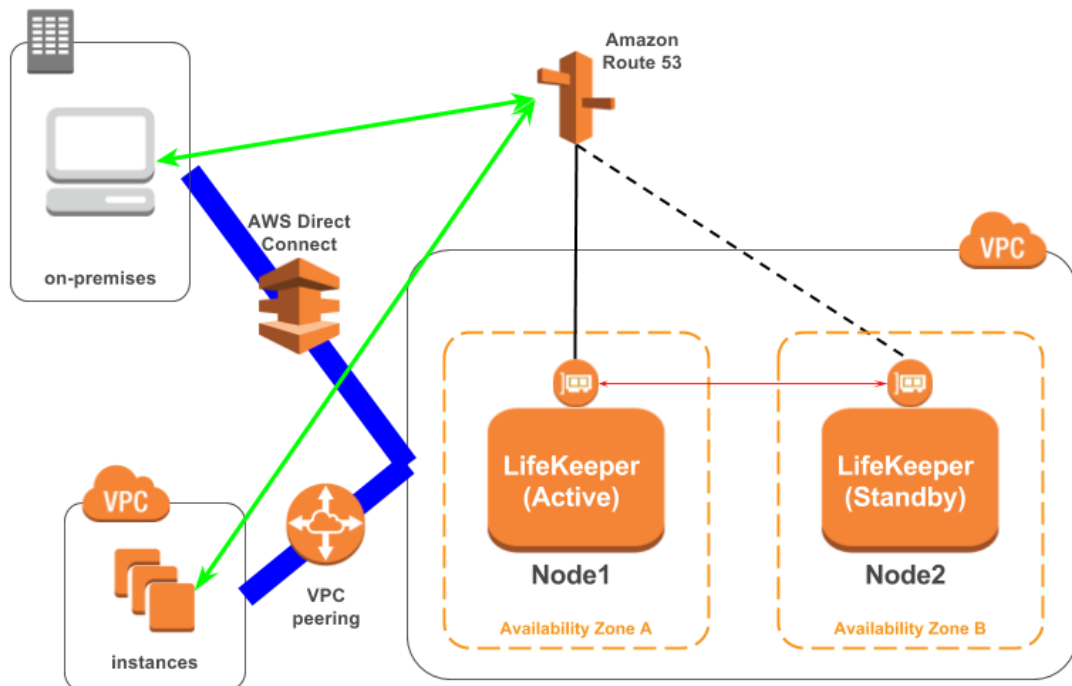 Amazon
Route 53
AWS Direct
Connect
on-premises
VPC
LifeKeeper
(Active)
LifeKeeper
(Standby)
Node1
Node2
Availability Zone A
Availability Zone B
VPC
VPC
peering
instances